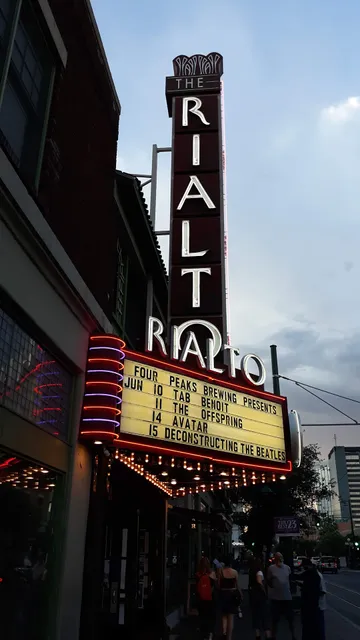 THE
RIALTO
RIALTO
FOUR PEAKS BREWING PRESENTS
JUN 10 TAB BENOIT
11 THE OFFSPRING
14 AVATAR
15 DECONSTRUCTING THE BEATLES